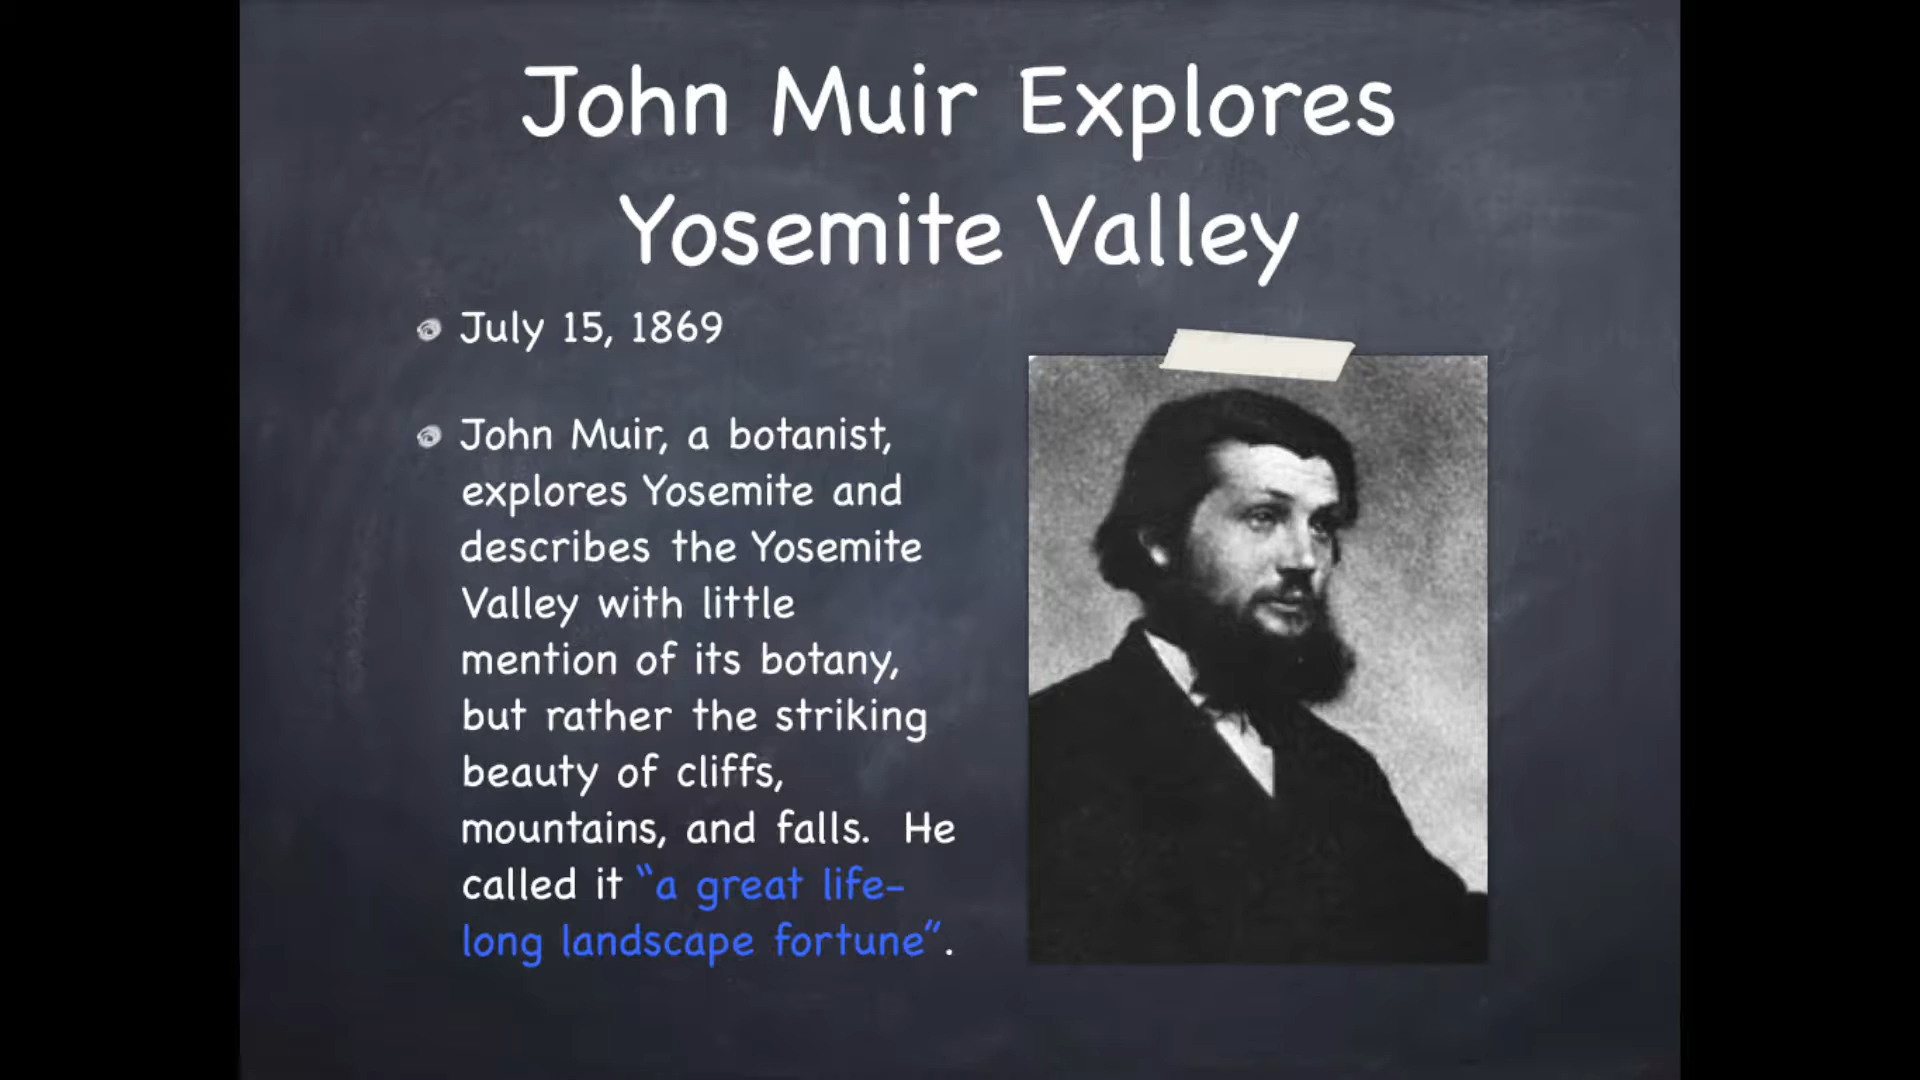 John Muir Explores
Yosemite Valley
July 15, 1869
John Muir, a botanist,
explores Yosemite and
describes the Yosemite
Valley with little
mention of its botany,
but rather the striking
beauty of cliffs,
mountains, and falls.  He
called it “a great life-
long landscape fortune”.